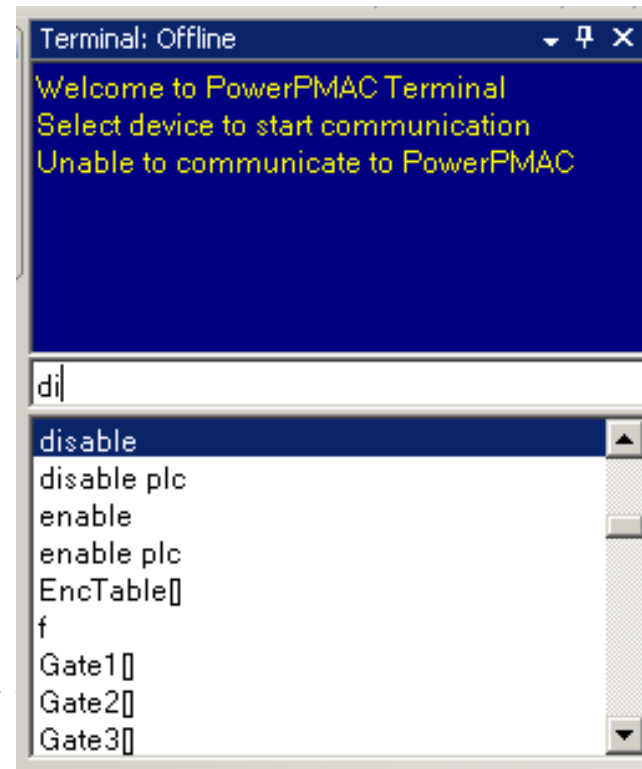 Terminal: Offline
Welcome to PowerPMAC Terminal
Select device to start communication
Unable to communicate to PowerPMAC
di
disable
disable plc
enable
enable plc
EncTable[]
f
Gate1[]
Gate2[]
Gate3[]